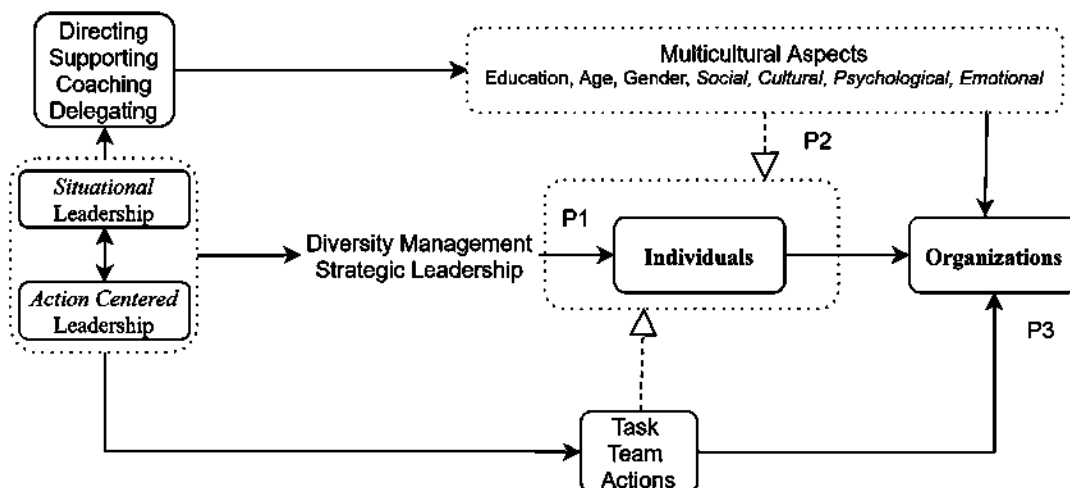 Directing
Supporting
Coaching
Delegating
Multicultural Aspects
Education, Age, Gender, Social, Cultural, Psychological, Emotional
P2
Situational
Leadership
P1
Diversity Management
Strategic Leadership
Individuals
Organizations
Action Centered
Leadership
P3
Task
Team
Actions